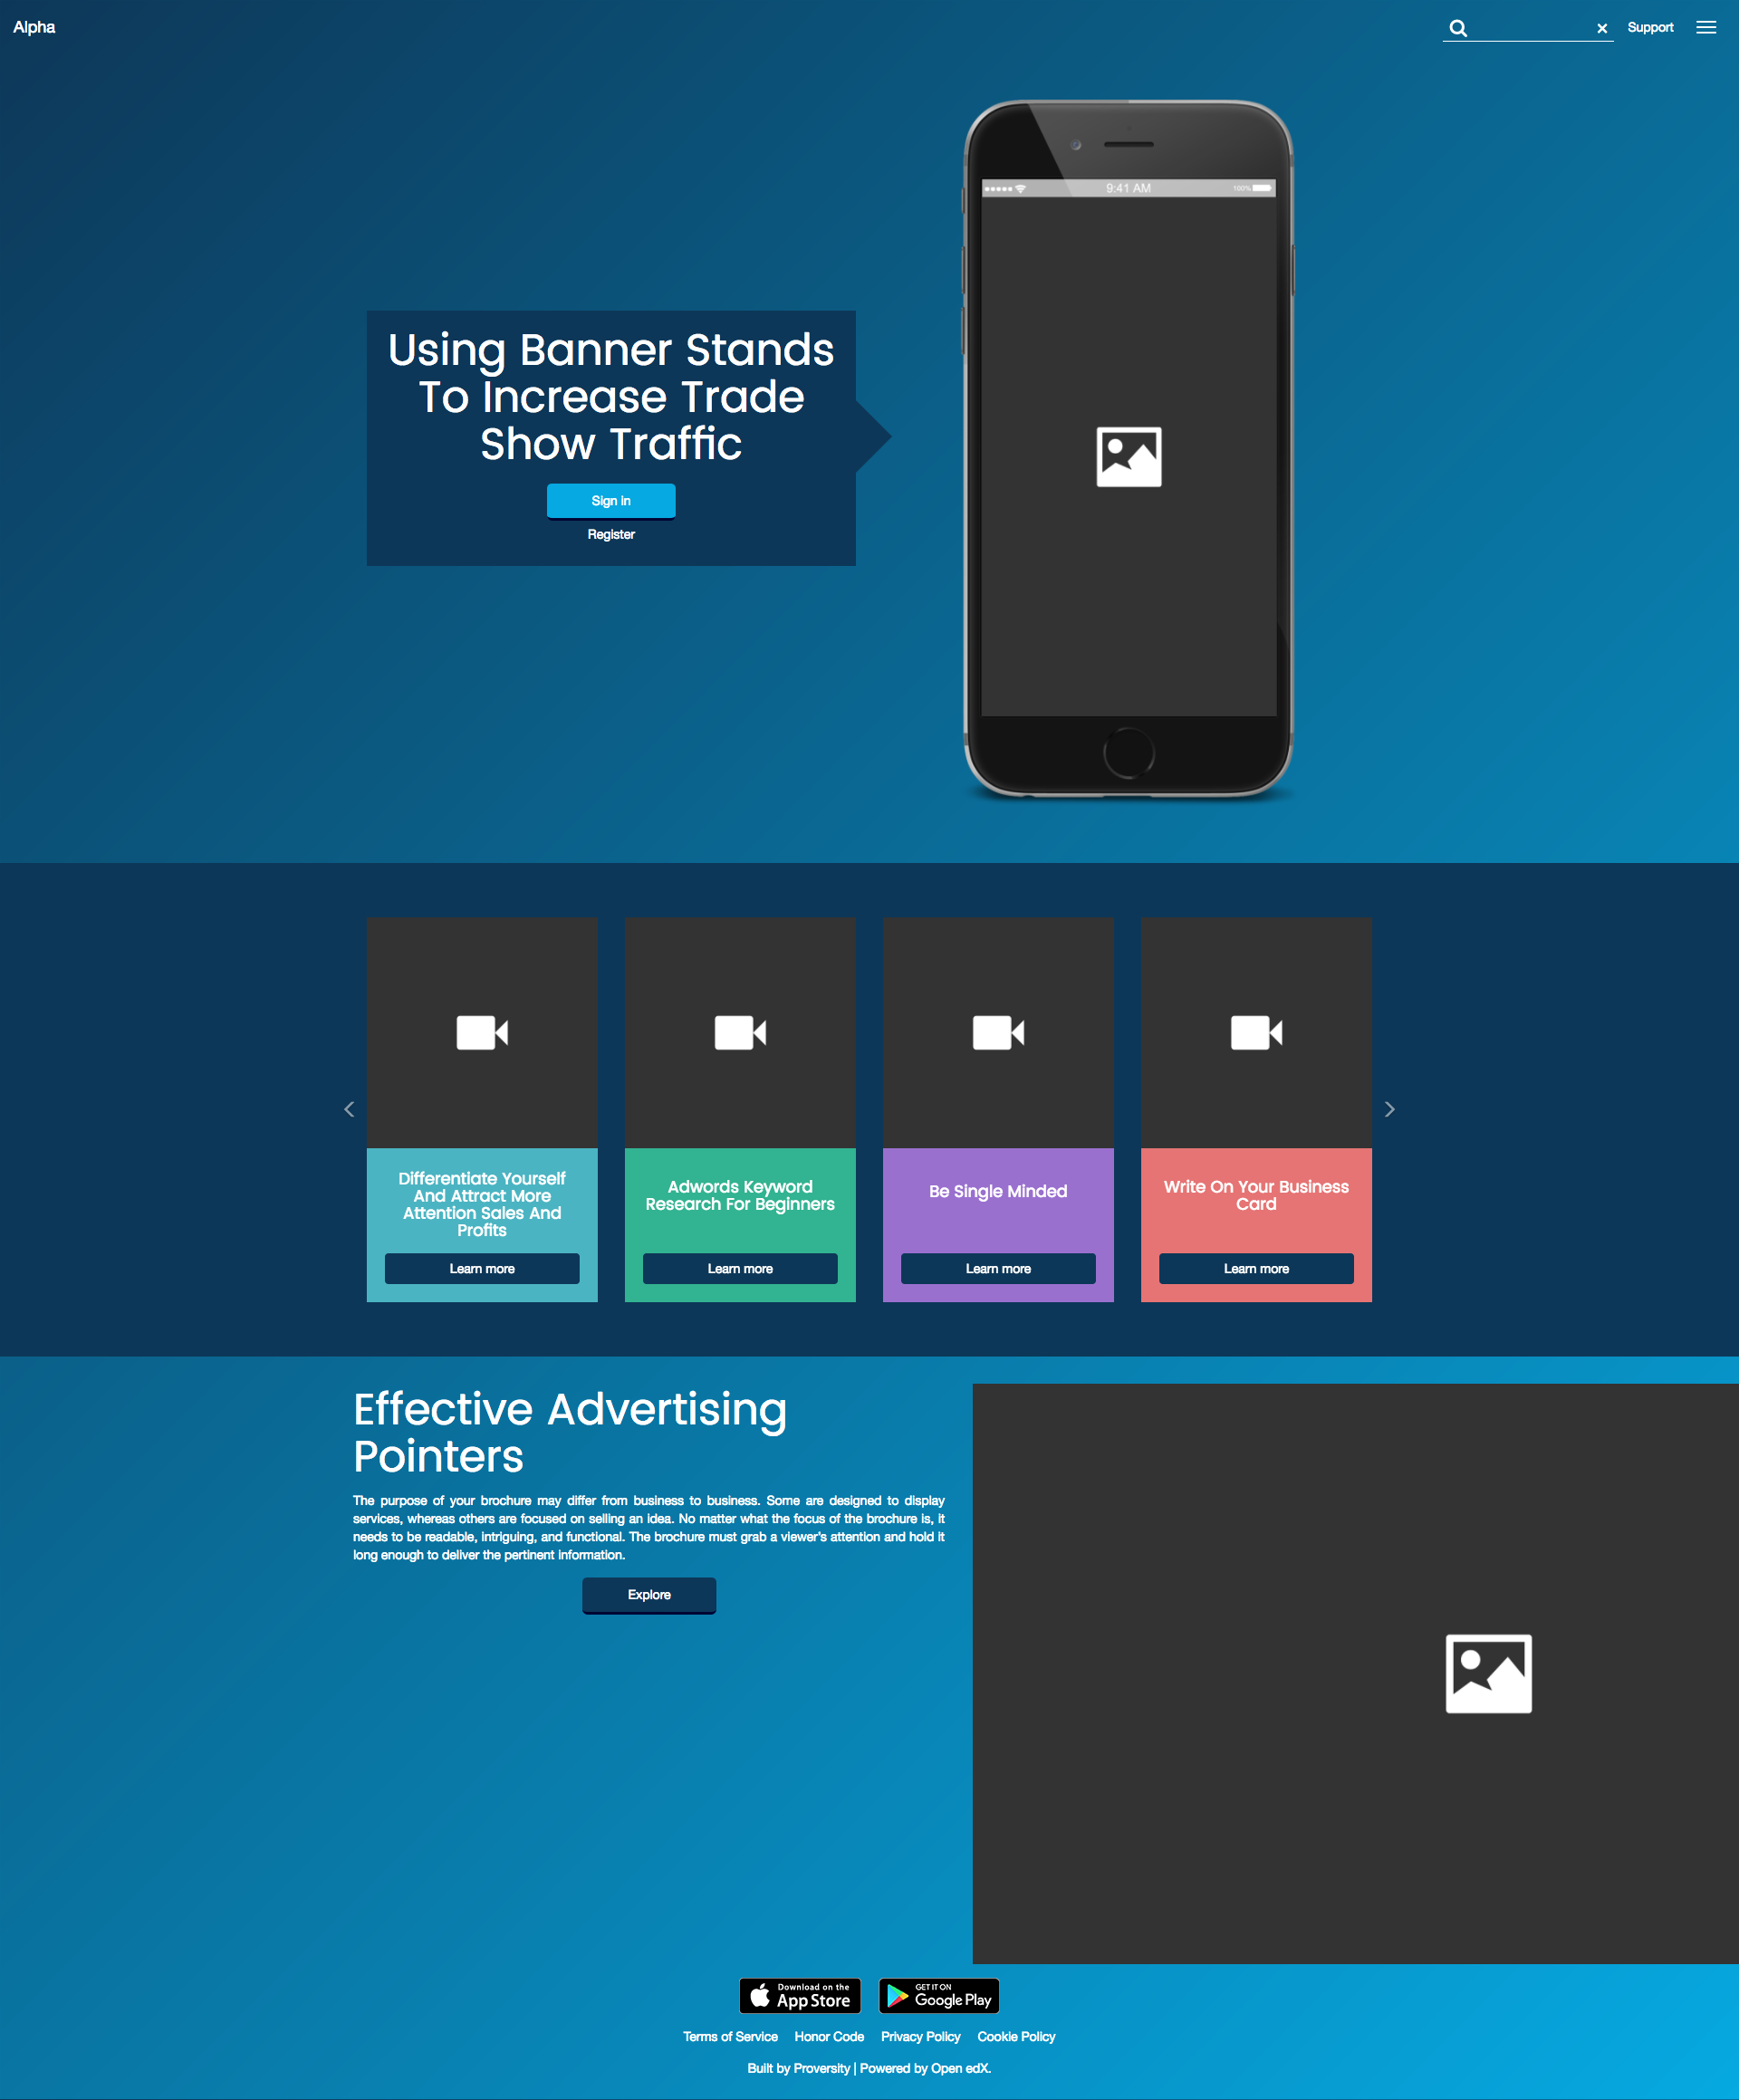 Alpha
Support
9:41 AM
100%
Using Banner Stands
To Increase Trade
Show Traffic
Sign in
Register
Differentiate Yourself
And Attract More
Attention Sales And
Profits
Learn more
Adwords Keyword
Research For Beginners
Learn more
Be Single Minded
Learn more
Write On Your Business
Card
Learn more
Effective Advertising
Pointers
The purpose of your brochure may differ from business to business. Some are designed to display
services, whereas others are focused on selling an idea. No matter what the focus of the brochure is, it
needs to be readable, intriguing, and functional. The brochure must grab a viewer's attention and hold it
long enough to deliver the pertinent information.
Explore
Download on the
App Store
GET IT ON
Google Play
Terms of Service Honor Code Privacy Policy Cookie Policy
Built by Proversity | Powered by Open edX.